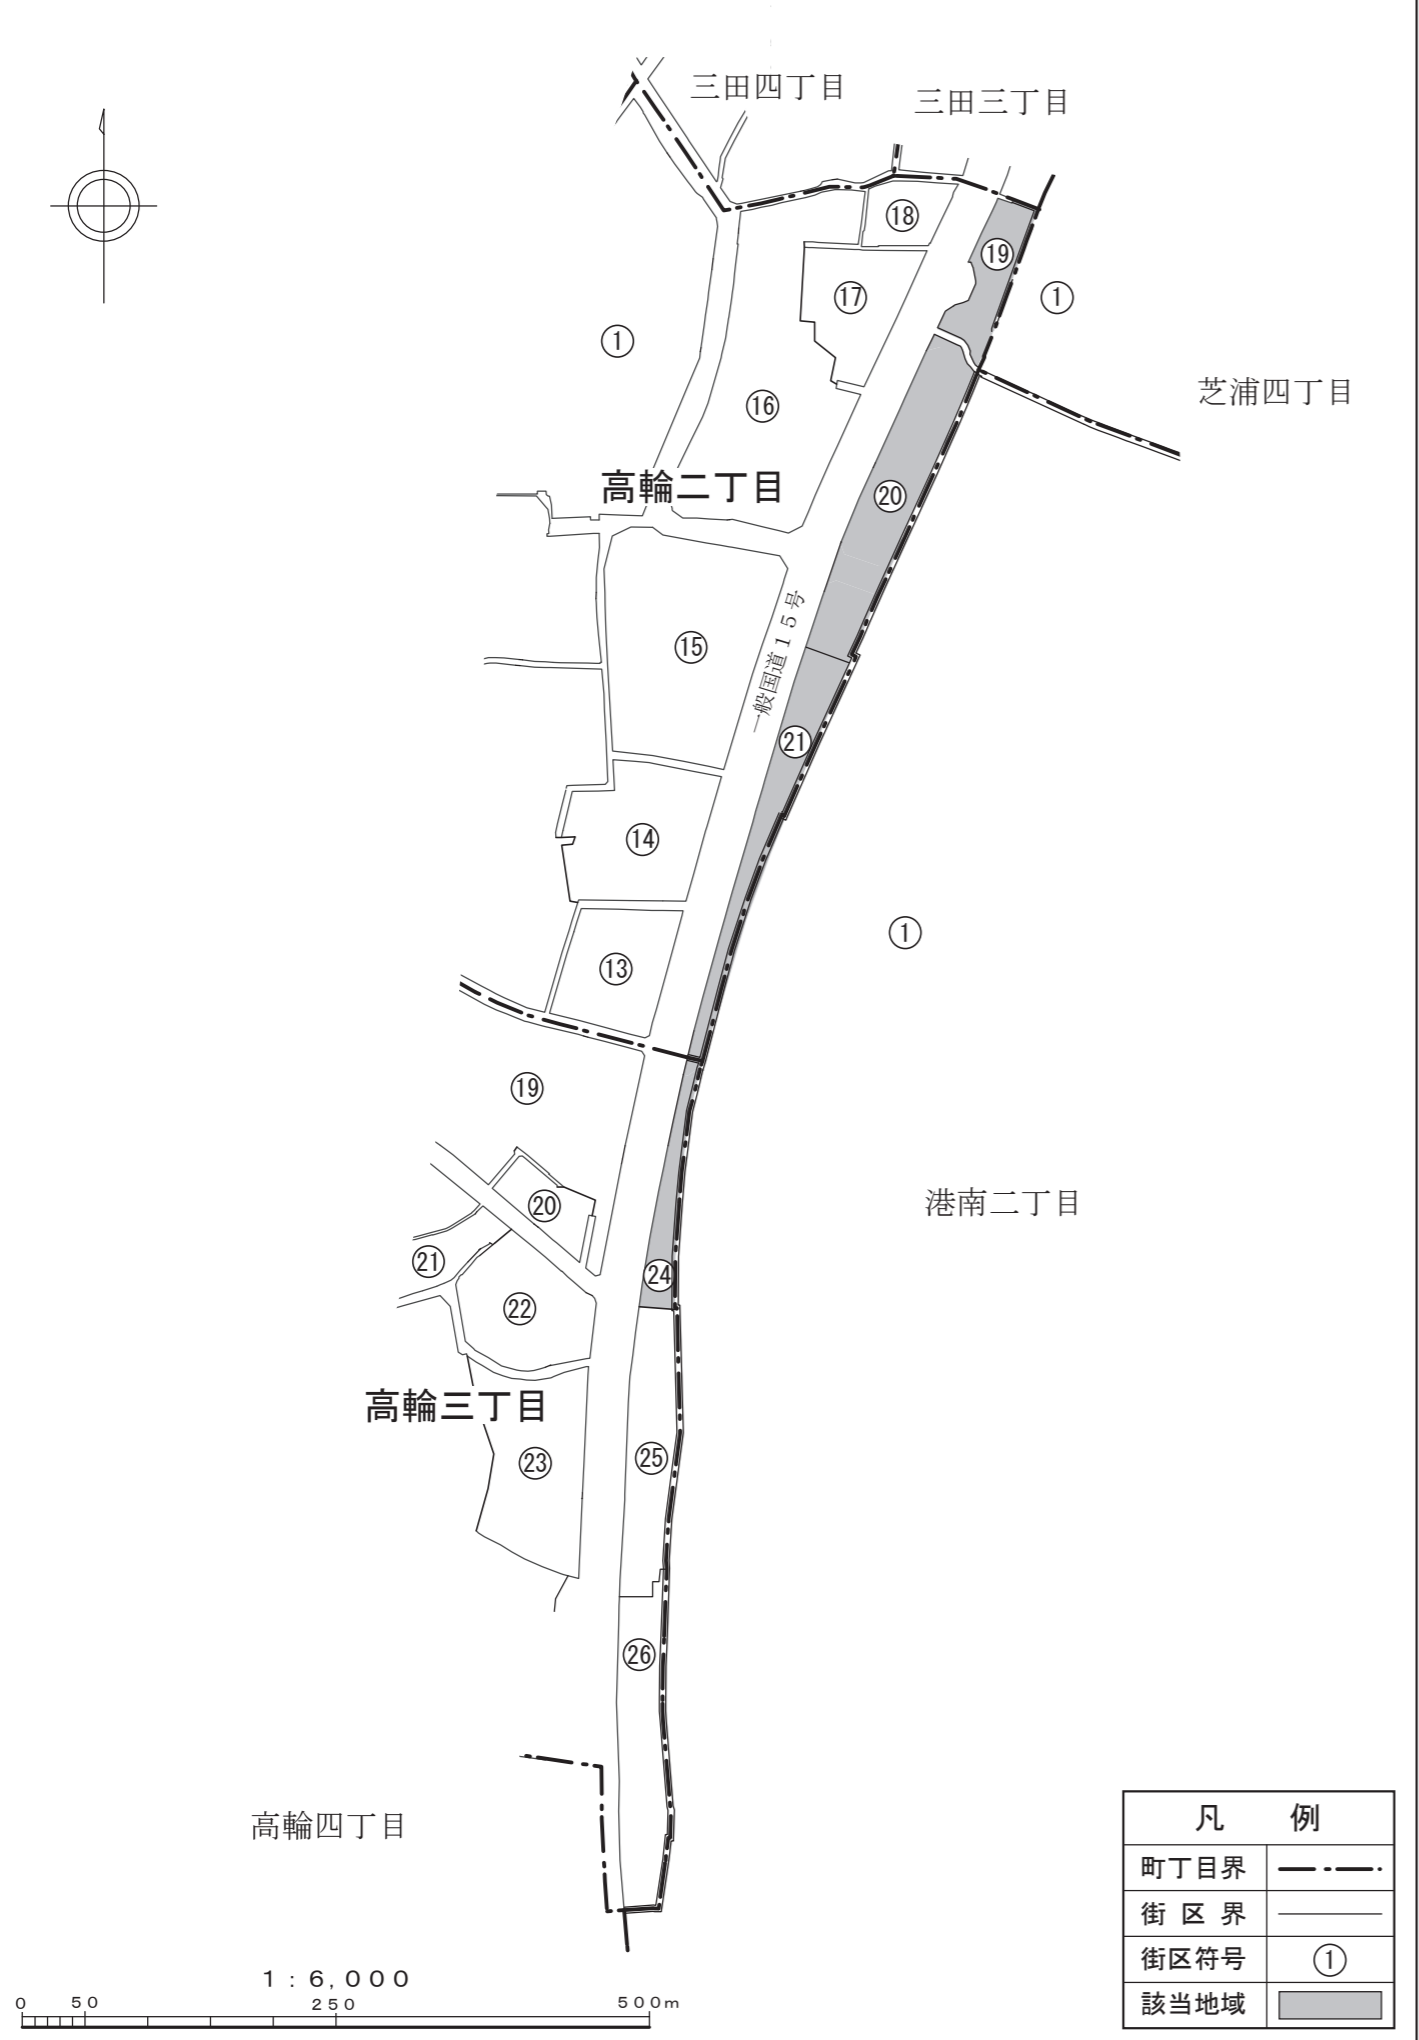 三田四丁目
三田三丁目
⑱
⑲
①
⑰
①
芝浦四丁目
⑯
高輪二丁目
⑳
一般国道１５号
⑮
㉑
⑭
①
⑬
⑲
港南二丁目
⑳
㉑
㉔
㉒
高輪三丁目
㉕
㉓
㉖
高輪四丁目
凡 例
町丁目界
街区界
街区符号 ①
該当地域
1：6,000
0 50 250 500m